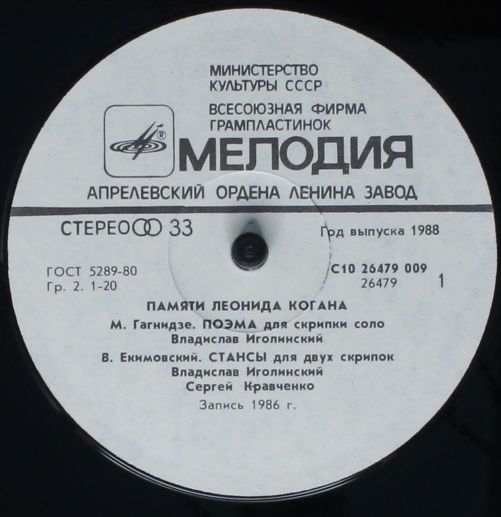 МИНИСТЕРСТВО
КУЛЬТУРЫ СССР
ВСЕСОЮЗНАЯ ФИРМА
ГРАМПЛАСТИНОК
®
МЕЛОДИЯ
АПРЕЛЕВСКИЙ ОРДЕНА ЛЕНИНА ЗАВОД
СТЕРЕО 33
Год выпуска 1988
ГОСТ 5289-80
Гр. 2. 1-20
С10 26479 009
26479
1
ПАМЯТИ ЛЕОНИДА КОГАНА
М. Гагнидзе. ПОЭМА для скрипки соло
Владислав Иголинский
В. Екимовский. СТАНСЫ для двух скрипок
Владислав Иголинский
Сергей Кравченко
Запись 1986 г.